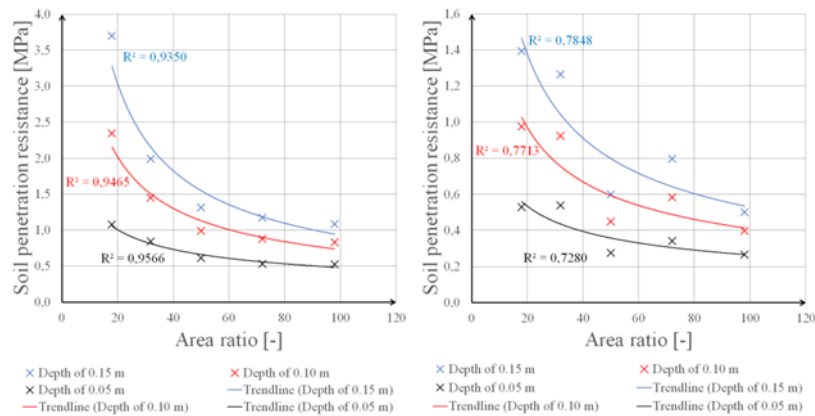 Soil penetration resistance [MPa]
4,0
3,5
3,0
2,5
2,0
1,5
1,0
0,5
0,0
R² = 0,9350
R² = 0,9465
R² = 0,9566
0 20 40 60 80 100 120
Area ratio [-]
Depth of 0.15 m Depth of 0.10 m
Depth of 0.05 m Trendline (Depth of 0.15 m)
Trendline (Depth of 0.10 m) Trendline (Depth of 0.05 m)
Soil penetration resistance [MPa]
1,6
1,4
1,2
1,0
0,8
0,6
0,4
0,2
0,0
R² = 0,7848
R² = 0,7713
R² = 0,7280
0 20 40 60 80 100 120
Area ratio [-]
Depth of 0.15 m Depth of 0.10 m
Depth of 0.05 m Trendline (Depth of 0.15 m)
Trendline (Depth of 0.10 m) Trendline (Depth of 0.05 m)